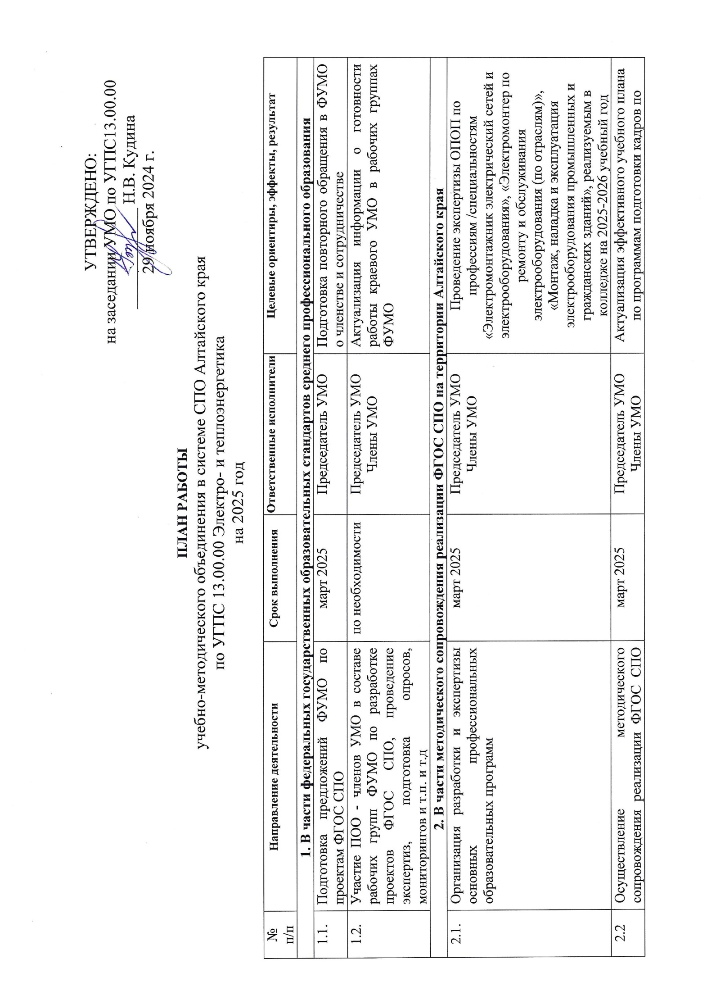 УТВЕРЖДЕНО:
на заседании УМО по УГПС13.00.00
Н.В. Кудина
29 ноября 2024 г.
ПЛАН РАБОТЫ
учебно-методического объединения в системе СПО Алтайского края
по УГПС 13.00.00 Электро- и теплоэнергетика
на 2025 год
№ п/п
Направление деятельности
Срок выполнения
Ответственные исполнители
Целевые ориентиры, эффекты, результат
1. В части федеральных государственных образовательных стандартов среднего профессионального образования
1.1.
Подготовка предложений ФУМО по
проектам ФГОС СПО
март 2025
Председатель УМО
Подготовка повторного обращения в ФУМО
о членстве и сотрудничестве
1.2.
Участие ПОО - членов УМО в составе
рабочих групп ФУМО по разработке
проектов ФГОС СПО, проведение
экспертиз, подготовка опросов,
мониторингов и т.п. и т.д
по необходимости
Председатель УМО
Члены УМО
Актуализация информации о готовности
работы краевого УМО в рабочих группах
ФУМО
2. В части методического сопровождения реализации ФГОС СПО на территории Алтайского края
2.1.
Организация разработки и экспертизы
основных профессиональных
образовательных программ
март 2025
Председатель УМО
Члены УМО
Проведение экспертизы ОПОП по
профессиям /специальностям
«Электромонтажник электрический сетей и
электрооборудования», «Электромонтер по
ремонту и обслуживания
электрооборудования (по отраслям)»,
«Монтаж, наладка и эксплуатация
электрооборудования промышленных и
гражданских зданий», реализуемым в
колледже на 2025-2026 учебный год
2.2
Осуществление методического
сопровождения реализации ФГОС СПО
март 2025
Председатель УМО
Члены УМО
Актуализация эффективного учебного плана
по программам подготовки кадров по